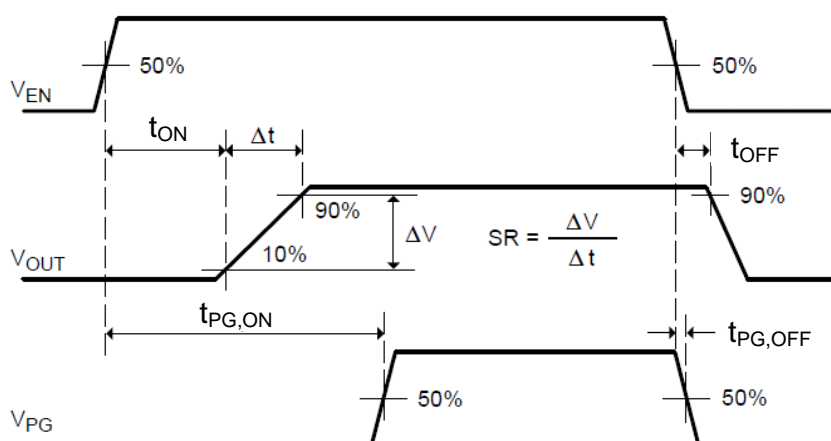 50%
50%
V_EN
t_ON
Δt
t_OFF
90%
90%
ΔV
SR = ΔV / Δt
10%
V_OUT
t_PG,ON
t_PG,OFF
50%
50%
V_PG